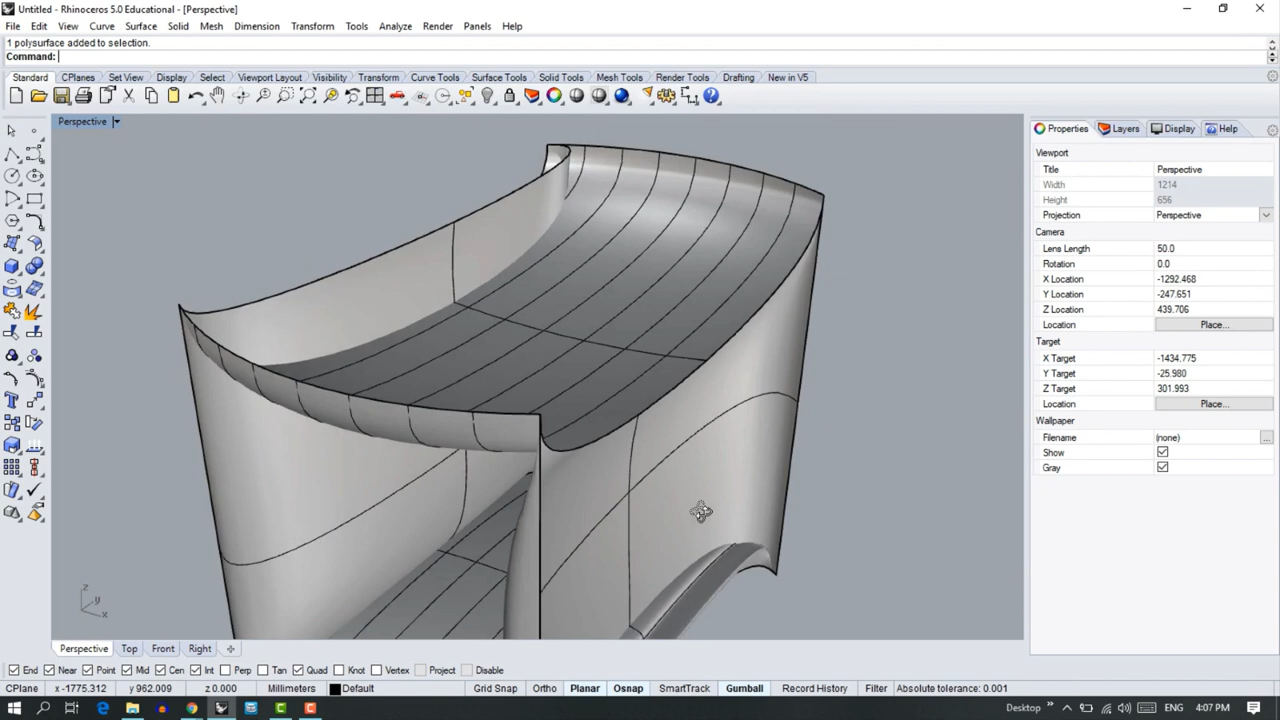 Untitled - Rhinoceros 5.0 Educational - [Perspective]
File Edit View Curve Surface Solid Mesh Dimension Transform Tools Analyze Render Panels Help
1 polysurface added to selection.
Command:
Standard CPlanes Set View Display Select Viewport Layout Visibility Transform Curve Tools Surface Tools Solid Tools Mesh Tools Render Tools Drafting New in V5
Perspective
Properties Layers Display Help
Viewport
Title Perspective
Width 1214
Height 656
Projection Perspective
Camera
Lens Length 50.0
Rotation 0.0
X Location -1292.468
Y Location -247.651
Z Location 439.706
Location Place...
Target
X Target -1434.775
Y Target -25.980
Z Target 301.993
Location Place...
Wallpaper
Filename (none) ...
Show
Gray
z
y
x
Perspective Top Front Right
End Near Point Mid Cen Int Perp Tan Quad Knot Vertex Project Disable
CPlane x -1775.312 y 962.009 z 0.000 Millimeters Default Grid Snap Ortho Planar Osnap SmartTrack Gumball Record History Filter Absolute tolerance: 0.001
Desktop ENG 4:07 PM